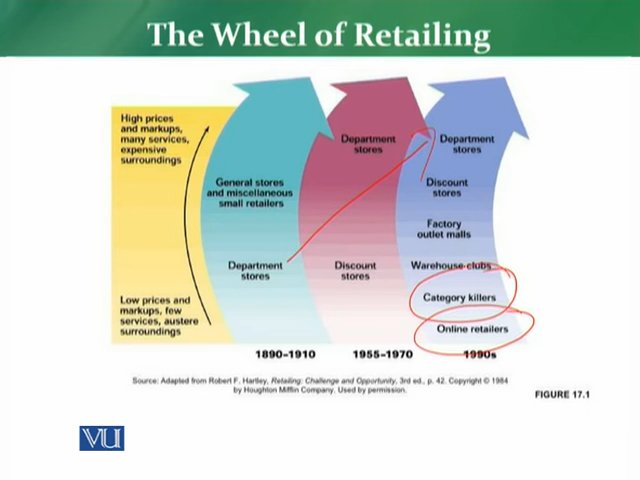 The Wheel of Retailing
High prices
and markups,
many services,
expensive
surroundings
Low prices and
markups, few
services, austere
surroundings
General stores
and miscellaneous
small retailers
Department
stores
1890–1910
Department
stores
Discount
stores
1955–1970
Department
stores
Discount
stores
Factory
outlet malls
Warehouse clubs
Category killers
Online retailers
1990s
Source: Adapted from Robert F. Hartley, Retailing: Challenge and Opportunity, 3rd ed., p. 42. Copyright © 1984
by Houghton Mifflin Company. Used by permission.
FIGURE 17.1
VU